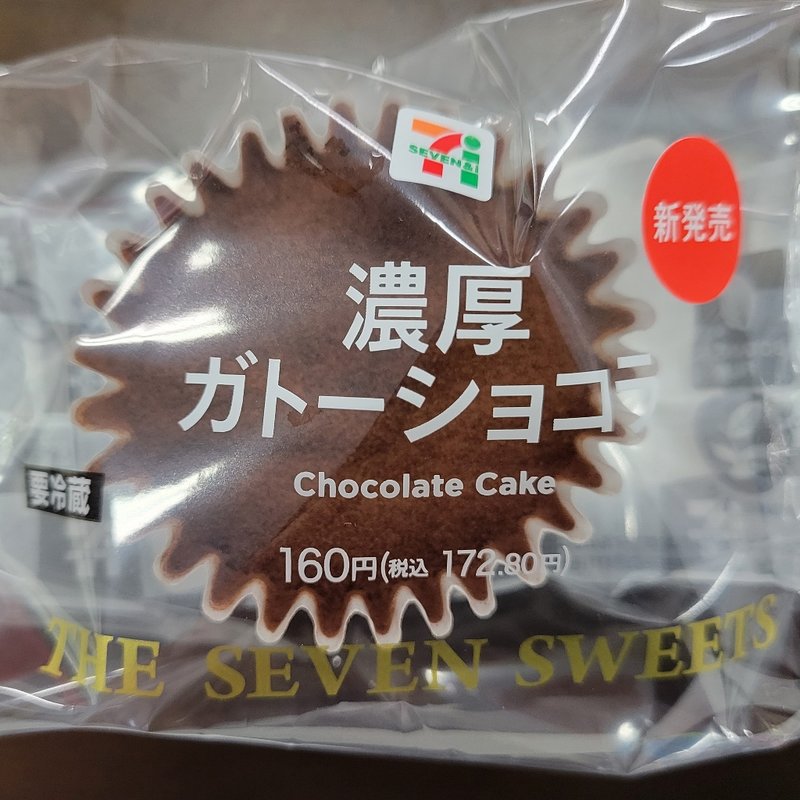 SEVEN&i
新発売
濃厚
ガトーショコラ
Chocolate Cake
要冷蔵
160円(税込 172.80円)
THE SEVEN SWEETS